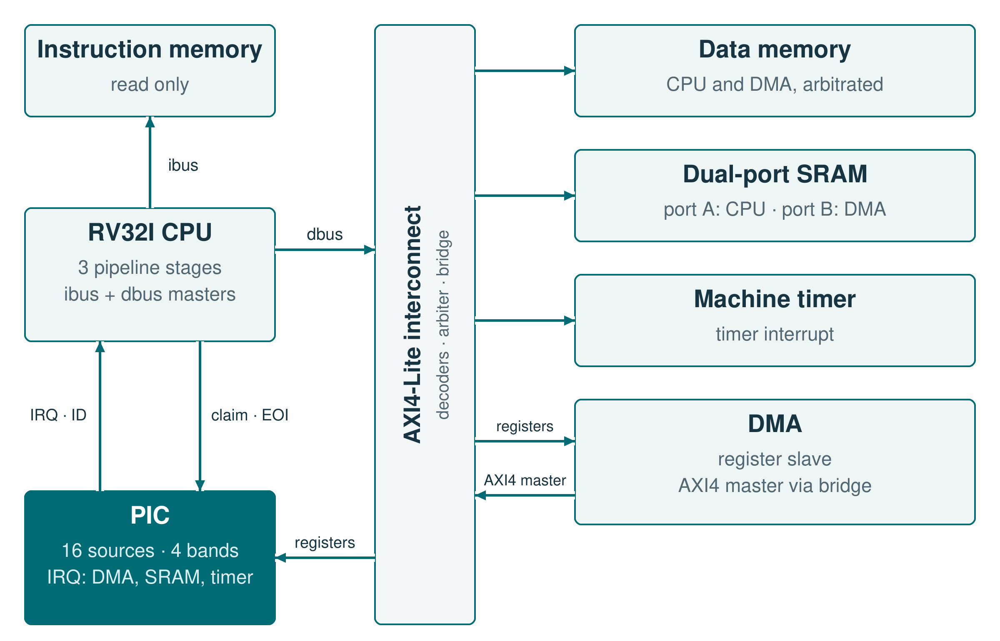 Instruction memory
read only
ibus
RV32I CPU
3 pipeline stages
ibus + dbus masters
dbus
IRQ · ID
claim · EOI
PIC
16 sources · 4 bands
IRQ: DMA, SRAM, timer
registers
AXI4-Lite interconnect
decoders · arbiter · bridge
Data memory
CPU and DMA, arbitrated
Dual-port SRAM
port A: CPU · port B: DMA
Machine timer
timer interrupt
registers
AXI4 master
DMA
register slave
AXI4 master via bridge